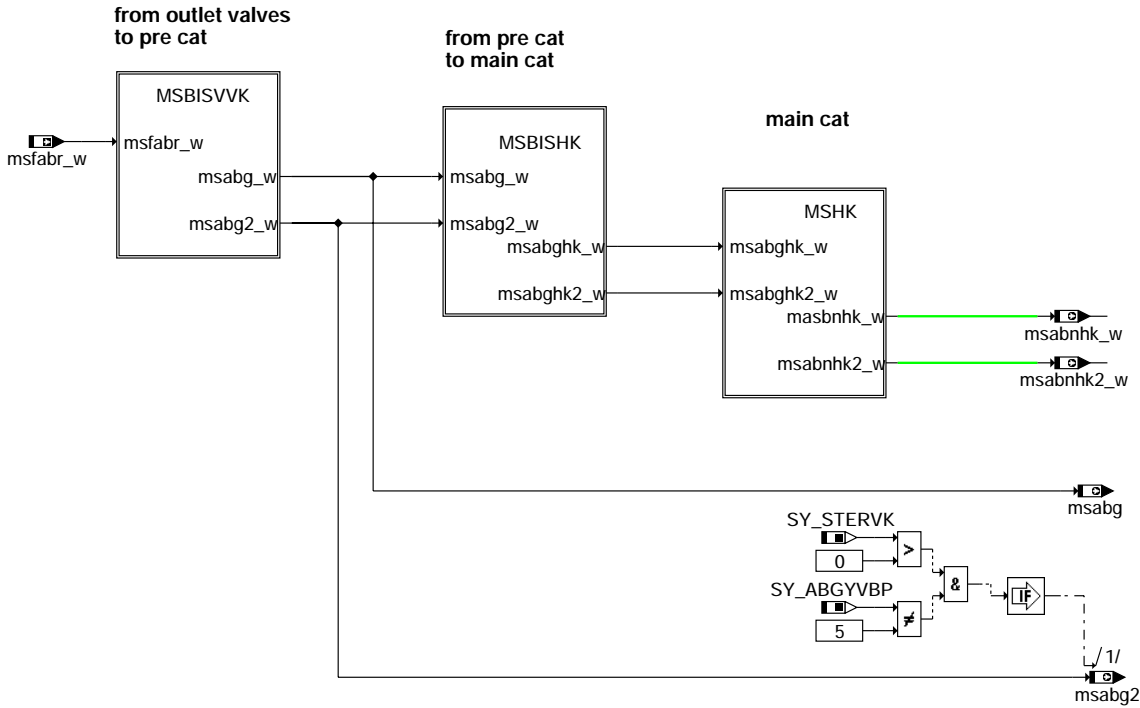 from outlet valves
to pre cat
from pre cat
to main cat
main cat
MSBISVVK
msfabr_w
msfabr_w
msabg_w
msabg2_w
MSBISHK
msabg_w
msabg2_w
msabghk_w
msabghk2_w
MSHK
msabghk_w
msabghk2_w
masbnhk_w
msabnhk2_w
msabnhk_w
msabnhk2_w
msabg
SY_STERVK
0
>
&
SY_ABGYVBP
5
≠
IF
/1/
msabg2